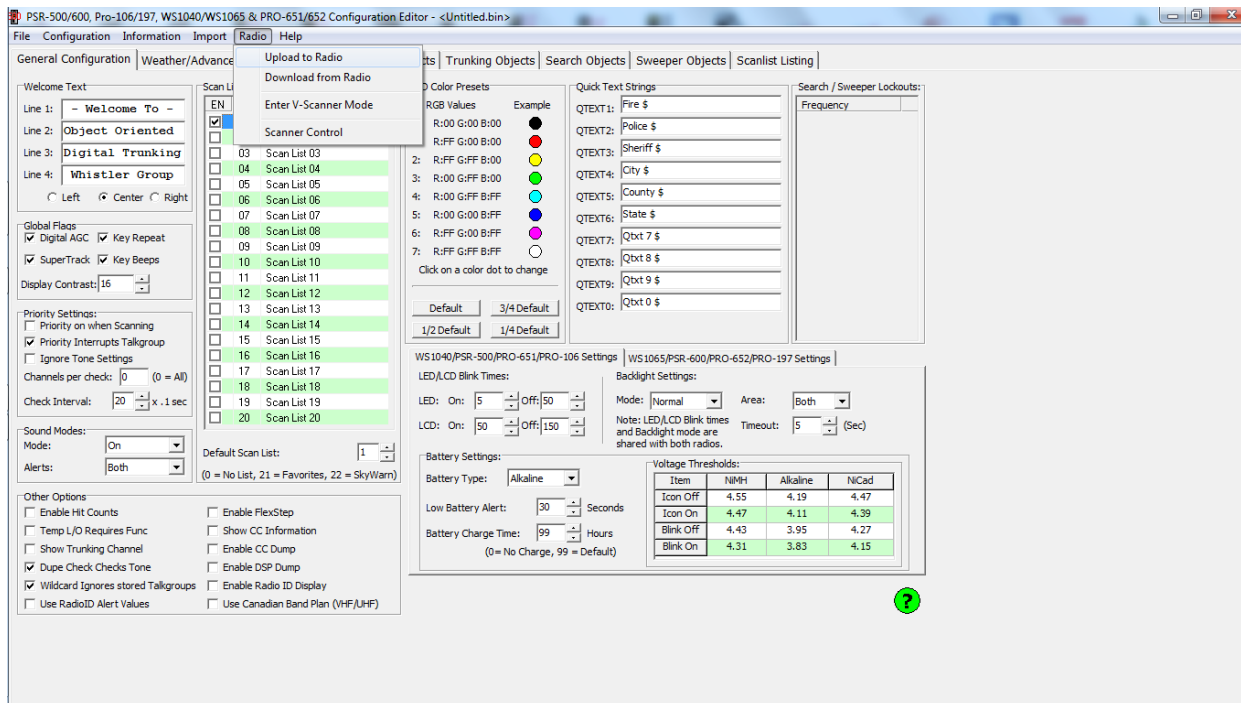 PSR-500/600, Pro-106/197, WS1040/WS1065 & PRO-651/652 Configuration Editor - <Untitled.bin>
File Configuration Information Import Radio Help
General Configuration Weather/Advance cts Trunking Objects Search Objects Sweeper Objects Scanlist Listing
Upload to Radio
Download from Radio
Enter V-Scanner Mode
Scanner Control
Welcome Text
Line 1: - Welcome To -
Line 2: Object Oriented
Line 3: Digital Trunking
Line 4: Whistler Group
Left Center Right
Global Flags
Digital AGC Key Repeat
SuperTrack Key Beeps
Display Contrast: 16
Priority Settings:
Priority on when Scanning
Priority Interrupts Talkgroup
Ignore Tone Settings
Channels per check: 0 (0 = All)
Check Interval: 20 x .1 sec
Sound Modes:
Mode: On
Alerts: Both
Scan Li
EN
03 Scan List 03
04 Scan List 04
05 Scan List 05
06 Scan List 06
07 Scan List 07
08 Scan List 08
09 Scan List 09
10 Scan List 10
11 Scan List 11
12 Scan List 12
13 Scan List 13
14 Scan List 14
15 Scan List 15
16 Scan List 16
17 Scan List 17
18 Scan List 18
19 Scan List 19
20 Scan List 20
Default Scan List: 1
(0 = No List, 21 = Favorites, 22 = SkyWarn)
Other Options
Enable Hit Counts Enable FlexStep
Temp L/O Requires Func Show CC Information
Show Trunking Channel Enable CC Dump
Dupe Check Checks Tone Enable DSP Dump
Wildcard Ignores stored Talkgroups Enable Radio ID Display
Use RadioID Alert Values Use Canadian Band Plan (VHF/UHF)
D Color Presets
RGB Values Example
R:00 G:00 B:00
R:FF G:00 B:00
2: R:FF G:FF B:00
3: R:00 G:FF B:00
4: R:00 G:FF B:FF
5: R:00 G:00 B:FF
6: R:FF G:00 B:FF
7: R:FF G:FF B:FF
Click on a color dot to change
Default 3/4 Default
1/2 Default 1/4 Default
Quick Text Strings
QTEXT1: Fire $
QTEXT2: Police $
QTEXT3: Sheriff $
QTEXT4: City $
QTEXT5: County $
QTEXT6: State $
QTEXT7: Qtxt 7 $
QTEXT8: Qtxt 8 $
QTEXT9: Qtxt 9 $
QTEXT0: Qtxt 0 $
Search / Sweeper Lockouts:
Frequency
WS1040/PSR-500/PRO-651/PRO-106 Settings WS1065/PSR-600/PRO-652/PRO-197 Settings
LED/LCD Blink Times:
LED: On: 5 Off: 50
LCD: On: 50 Off: 150
Backlight Settings:
Mode: Normal Area: Both
Note: LED/LCD Blink times
and Backlight mode are
shared with both radios.
Timeout: 5 (Sec)
Battery Settings:
Battery Type: Alkaline
Low Battery Alert: 30 Seconds
Battery Charge Time: 99 Hours
(0= No Charge, 99 = Default)
Voltage Thresholds:
Item NiMH Alkaline NiCad
Icon Off 4.55 4.19 4.47
Icon On 4.47 4.11 4.39
Blink Off 4.43 3.95 4.27
Blink On 4.31 3.83 4.15
?